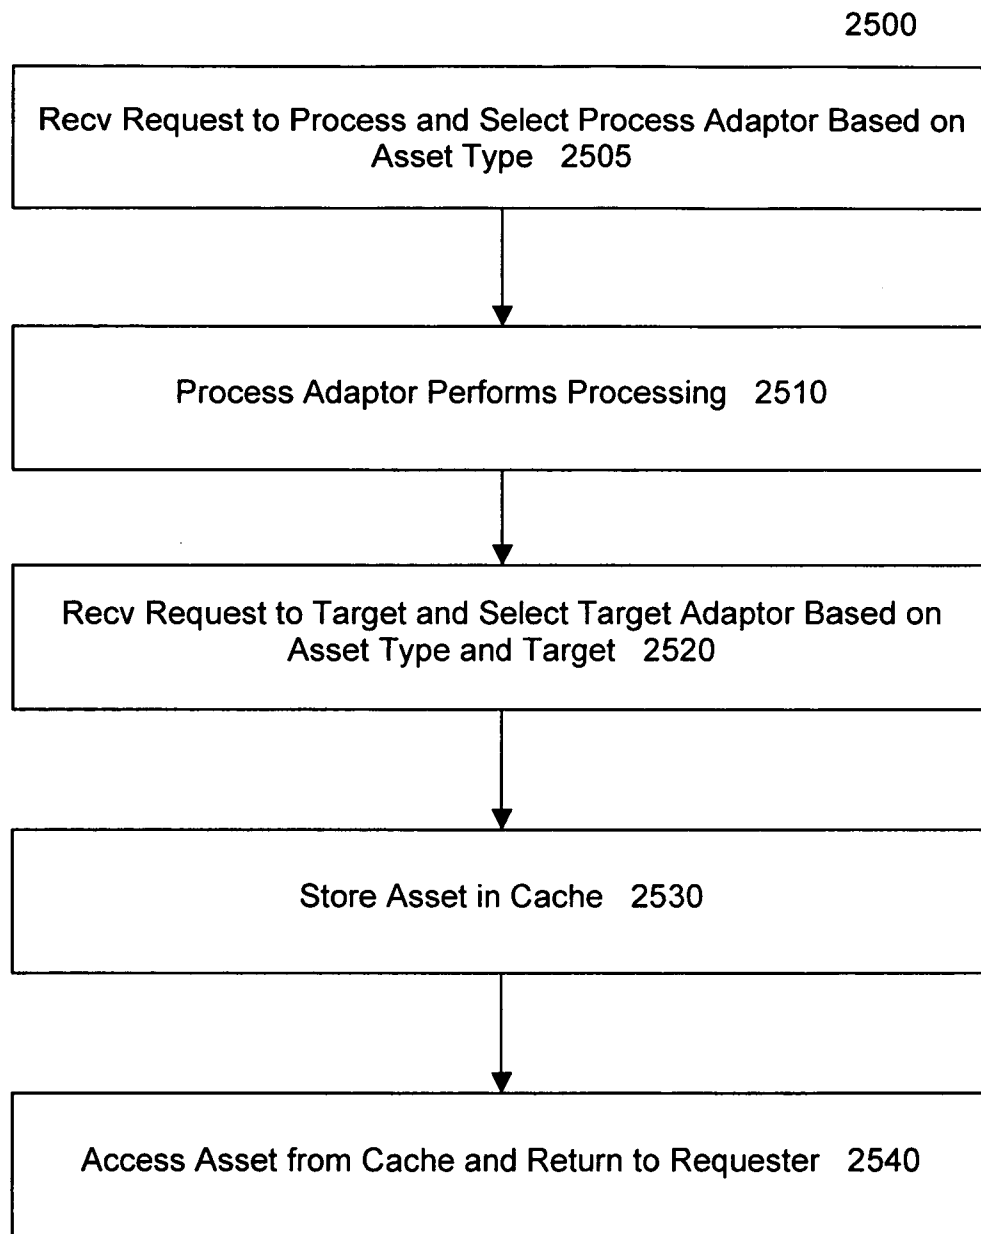 2500
Recv Request to Process and Select Process Adaptor Based on
Asset Type 2505
Process Adaptor Performs Processing 2510
Recv Request to Target and Select Target Adaptor Based on
Asset Type and Target 2520
Store Asset in Cache 2530
Access Asset from Cache and Return to Requester 2540